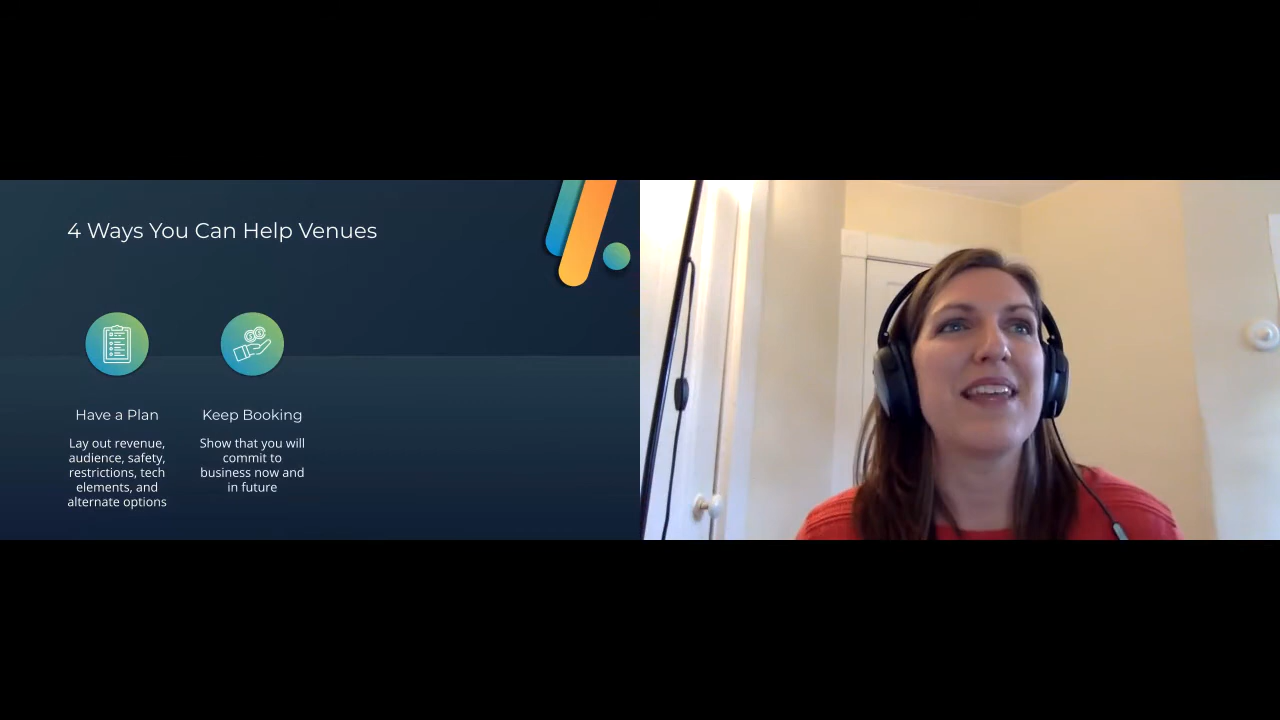 4 Ways You Can Help Venues
Have a Plan
Lay out revenue,
audience, safety,
restrictions, tech
elements, and
alternate options
Keep Booking
Show that you will
commit to
business now and
in future